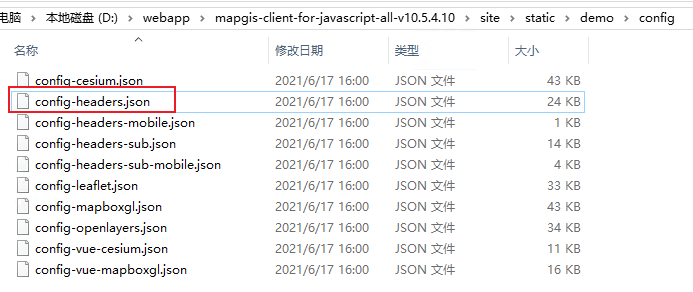 电脑 › 本地磁盘 (D:) › webapp › mapgis-client-for-javascript-all-v10.5.4.10 › site › static › demo › config
名称 修改日期 类型 大小
config-cesium.json 2021/6/17 16:00 JSON 文件 43 KB
config-headers.json 2021/6/17 16:00 JSON 文件 24 KB
config-headers-mobile.json 2021/6/17 16:00 JSON 文件 1 KB
config-headers-sub.json 2021/6/17 16:00 JSON 文件 14 KB
config-headers-sub-mobile.json 2021/6/17 16:00 JSON 文件 4 KB
config-leaflet.json 2021/6/17 16:00 JSON 文件 33 KB
config-mapboxgl.json 2021/6/17 16:00 JSON 文件 43 KB
config-openlayers.json 2021/6/17 16:00 JSON 文件 34 KB
config-vue-cesium.json 2021/6/17 16:00 JSON 文件 11 KB
config-vue-mapboxgl.json 2021/6/17 16:00 JSON 文件 16 KB